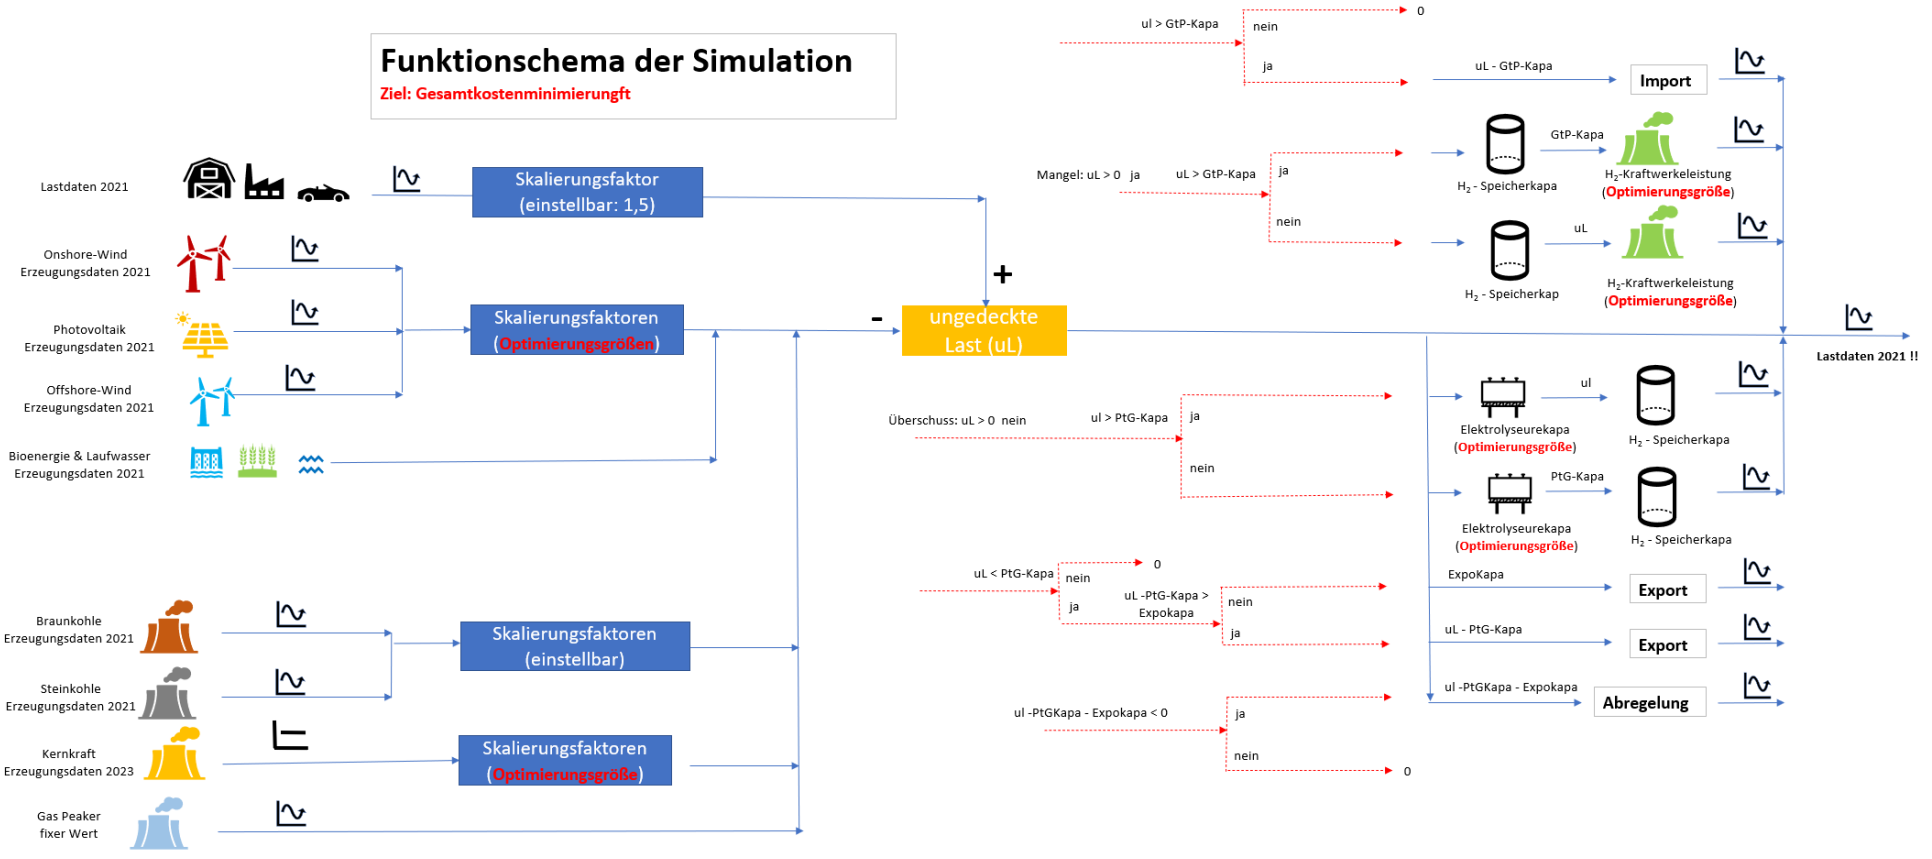 Funktionschema der Simulation
Ziel: Gesamtkostenminimierungft
Lastdaten 2021
Skalierungsfaktor
(einstellbar: 1,5)
Onshore-Wind
Erzeugungsdaten 2021
Photovoltaik
Erzeugungsdaten 2021
Offshore-Wind
Erzeugungsdaten 2021
Skalierungsfaktoren
(Optimierungsgrößen)
Bioenergie & Laufwasser
Erzeugungsdaten 2021
Braunkohle
Erzeugungsdaten 2021
Steinkohle
Erzeugungsdaten 2021
Skalierungsfaktoren
(einstellbar)
Kernkraft
Erzeugungsdaten 2023
Skalierungsfaktoren
(Optimierungsgröße)
Gas Peaker
fixer Wert
+
-
ungedeckte
Last (uL)
ul > GtP-Kapa
nein
0
ja
uL - GtP-Kapa
Import
Mangel: uL > 0 ja
uL > GtP-Kapa
ja
nein
H2 - Speicherkapa
GtP-Kapa
H2-Kraftwerkeleistung
(Optimierungsgröße)
H2 - Speicherkap
uL
H2-Kraftwerkeleistung
(Optimierungsgröße)
Lastdaten 2021 !!
Überschuss: uL > 0 nein
ul > PtG-Kapa
ja
nein
Elektrolyseurekapa
(Optimierungsgröße)
ul
H2 - Speicherkapa
Elektrolyseurekapa
(Optimierungsgröße)
PtG-Kapa
H2 - Speicherkapa
uL < PtG-Kapa
nein
0
ja
uL -PtG-Kapa >
Expokapa
nein
ja
ExpoKapa
Export
uL - PtG-Kapa
Export
ul -PtGKapa - Expokapa < 0
ja
nein
0
ul -PtGKapa - Expokapa
Abregelung